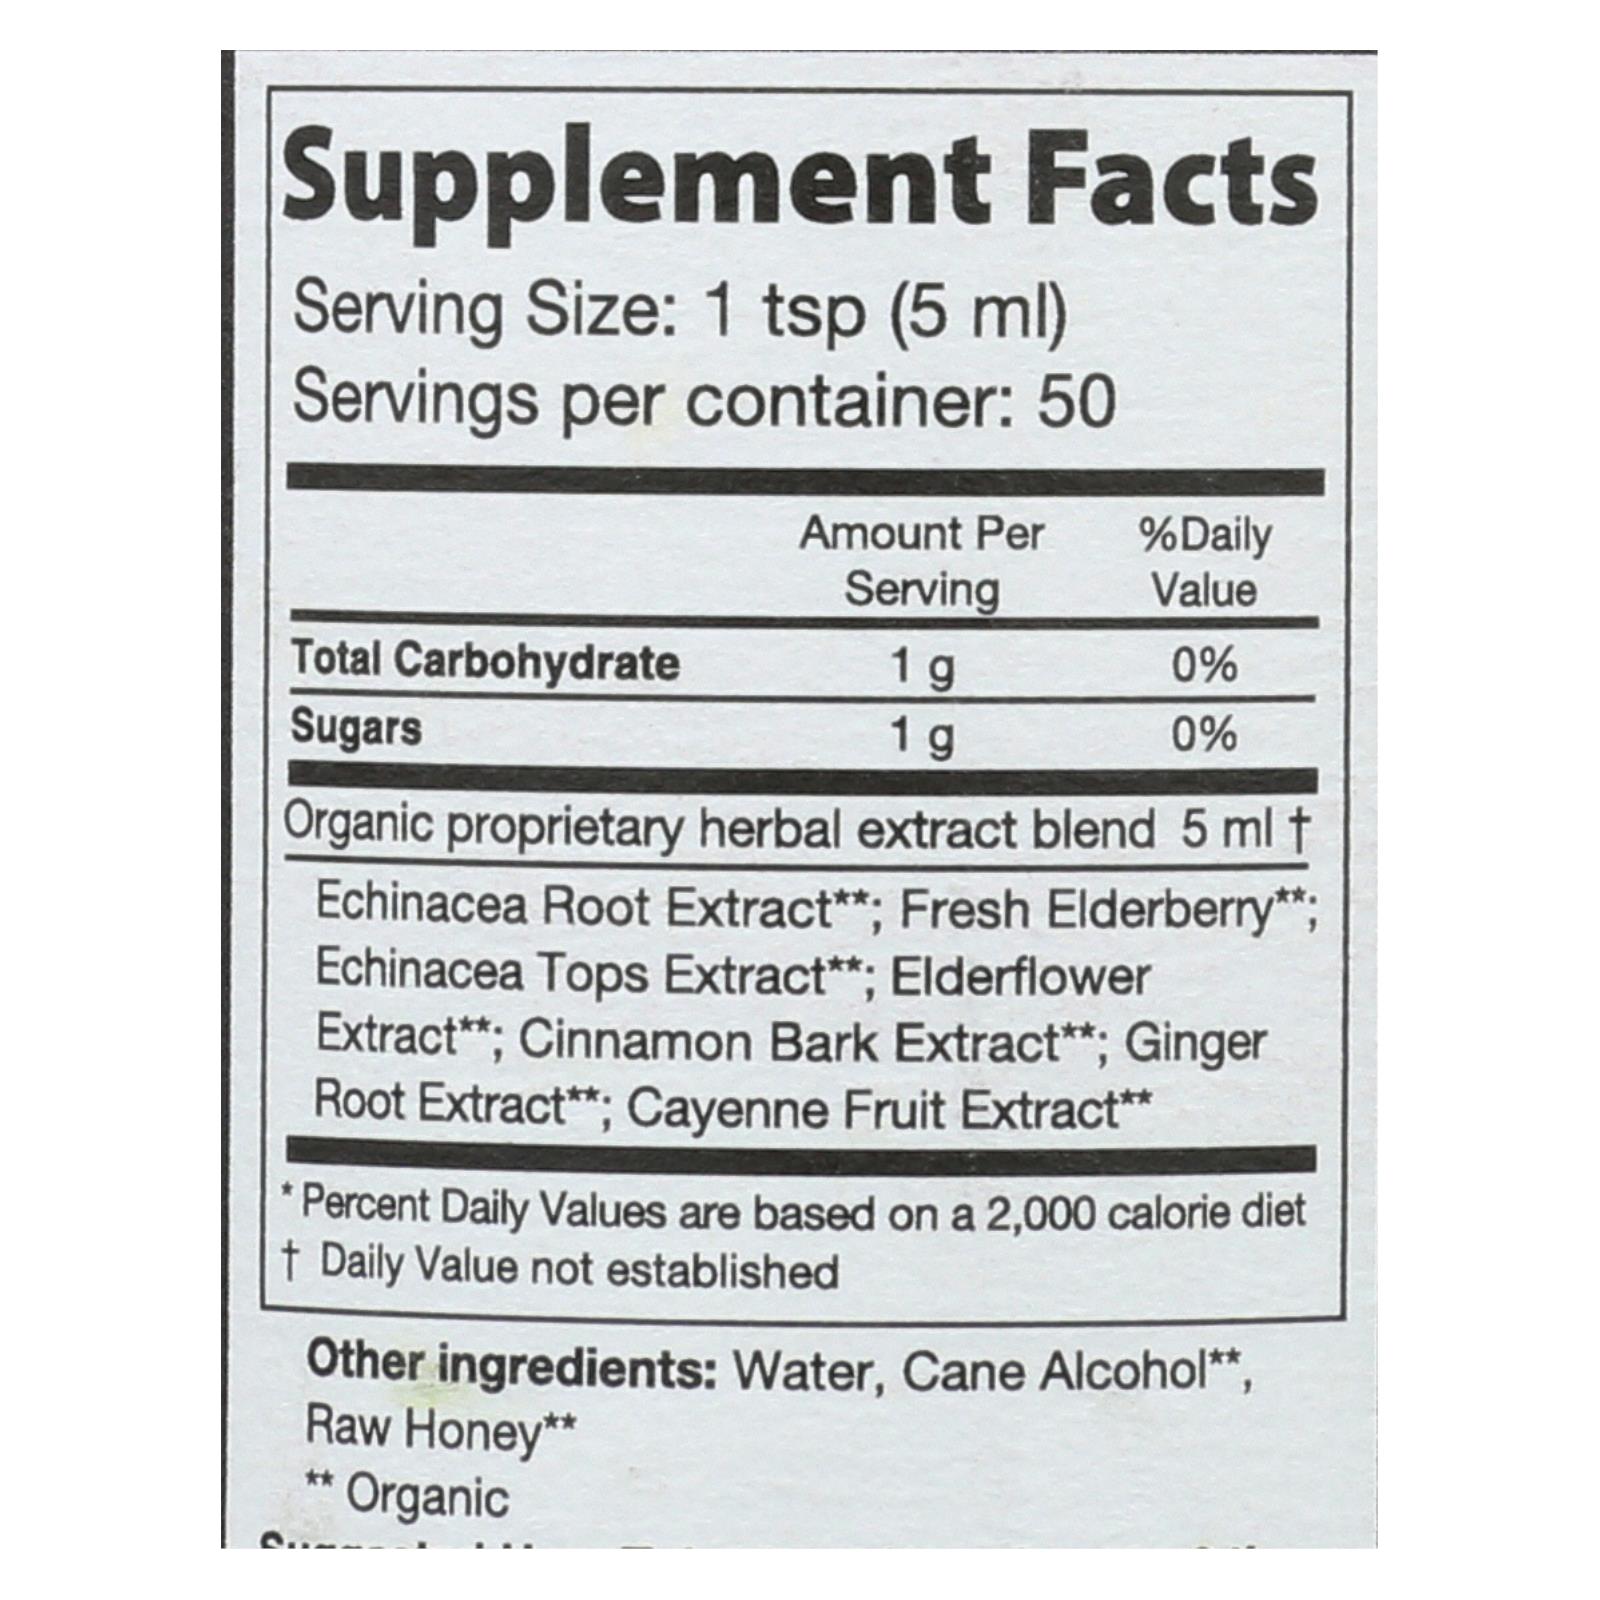 Supplement Facts
Serving Size: 1 tsp (5 ml)
Servings per container: 50
Amount Per %Daily
Serving Value
Total Carbohydrate 1 g 0%
Sugars 1 g 0%
Organic proprietary herbal extract blend 5 ml †
Echinacea Root Extract**; Fresh Elderberry**;
Echinacea Tops Extract**; Elderflower
Extract**; Cinnamon Bark Extract**; Ginger
Root Extract**; Cayenne Fruit Extract**
* Percent Daily Values are based on a 2,000 calorie diet
† Daily Value not established
Other ingredients: Water, Cane Alcohol**,
Raw Honey**
** Organic